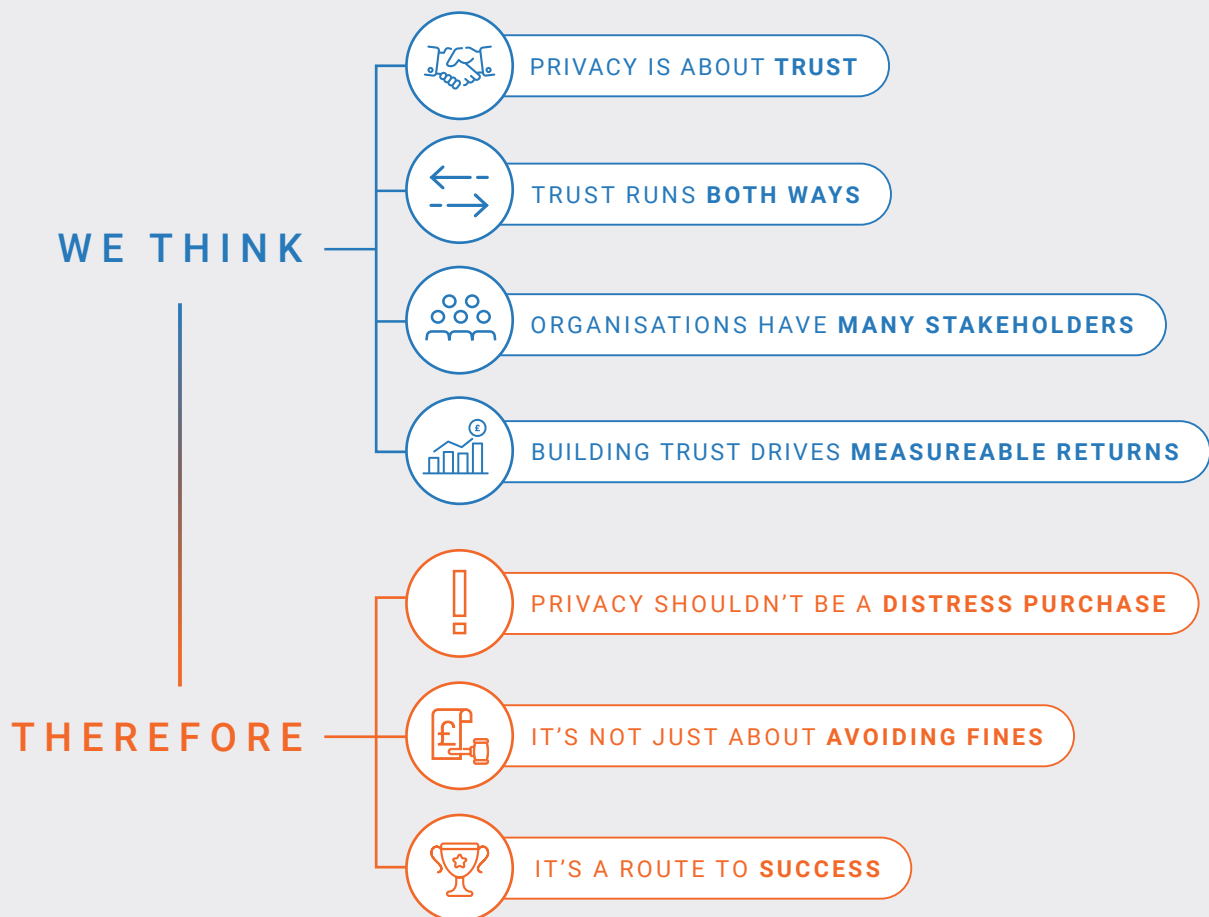 WE THINK
PRIVACY IS ABOUT TRUST
TRUST RUNS BOTH WAYS
ORGANISATIONS HAVE MANY STAKEHOLDERS
£
BUILDING TRUST DRIVES MEASUREABLE RETURNS
THEREFORE
PRIVACY SHOULDN'T BE A DISTRESS PURCHASE
£
IT'S NOT JUST ABOUT AVOIDING FINES
IT'S A ROUTE TO SUCCESS